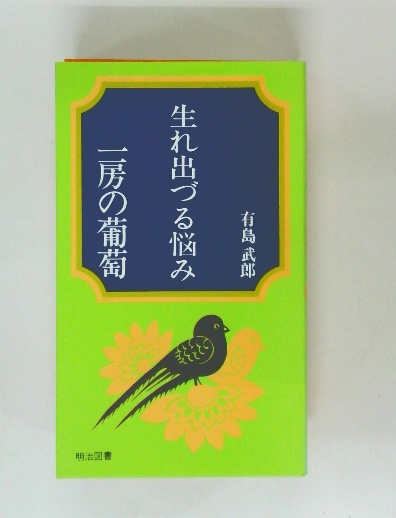 有島武郎
生れ出づる悩み
一房の葡萄
明治図書